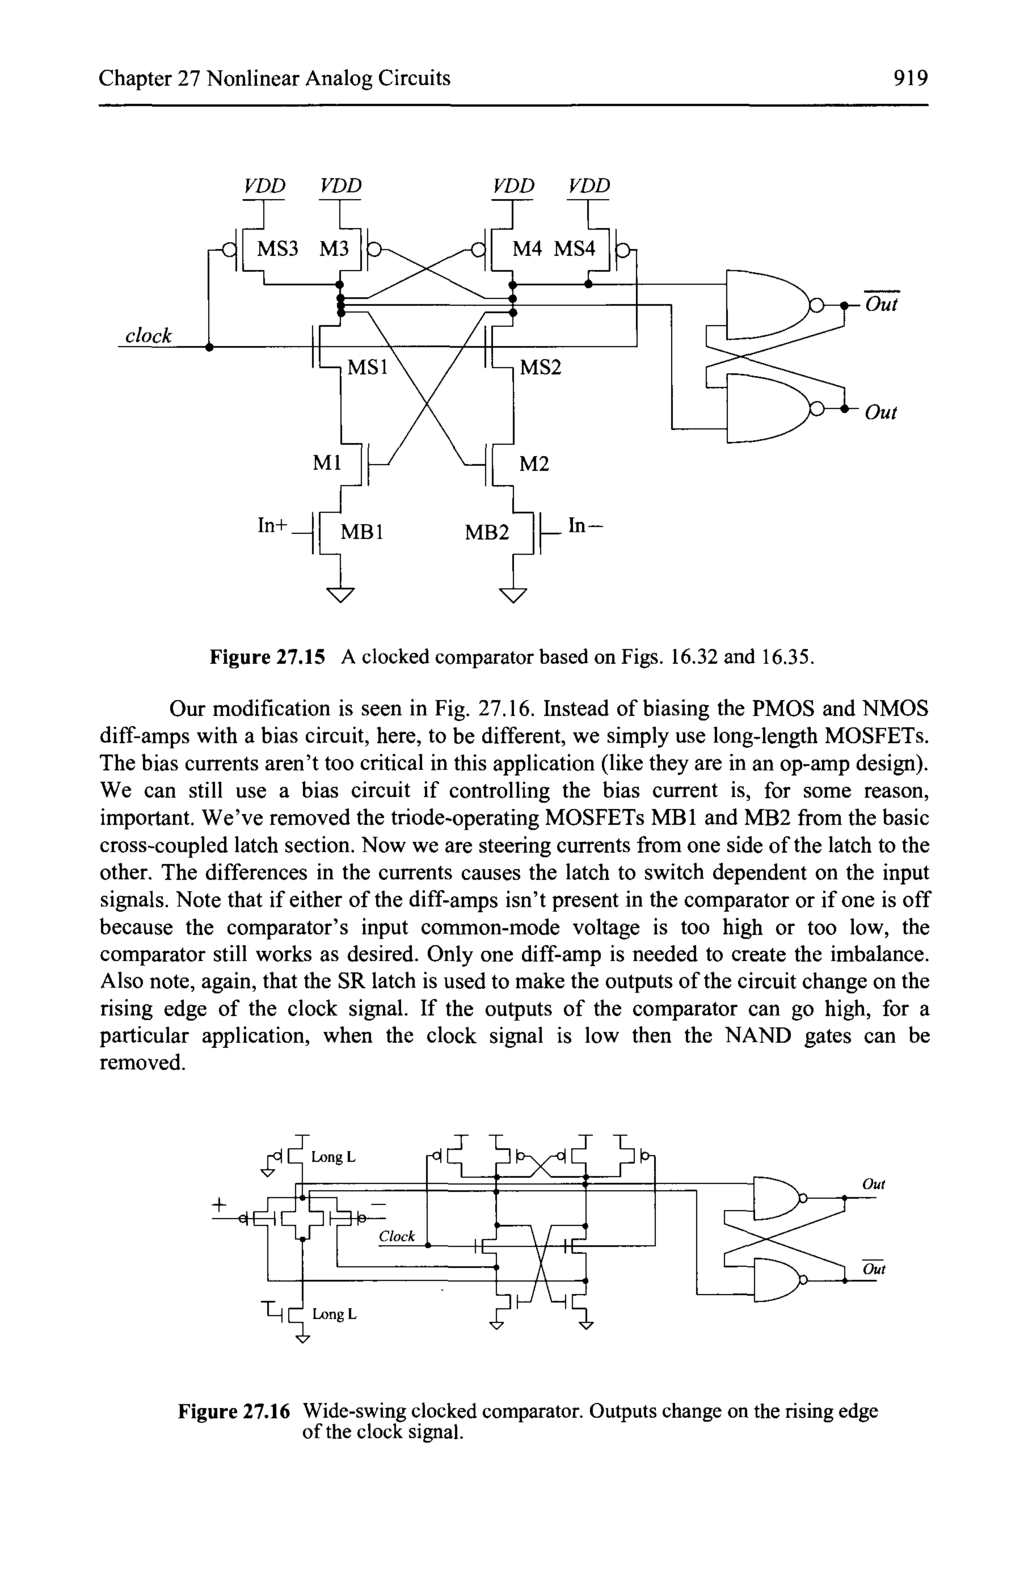 Chapter 27 Nonlinear Analog Circuits 919
VDD VDD VDD VDD
MS3 M3 M4 MS4
Out
clock
MS1 MS2
Out
M1 M2
In+ MB1 MB2 In−
Figure 27.15 A clocked comparator based on Figs. 16.32 and 16.35.
Our modification is seen in Fig. 27.16. Instead of biasing the PMOS and NMOS
diff-amps with a bias circuit, here, to be different, we simply use long-length MOSFETs.
The bias currents aren't too critical in this application (like they are in an op-amp design).
We can still use a bias circuit if controlling the bias current is, for some reason,
important. We've removed the triode-operating MOSFETs MB1 and MB2 from the basic
cross-coupled latch section. Now we are steering currents from one side of the latch to the
other. The differences in the currents causes the latch to switch dependent on the input
signals. Note that if either of the diff-amps isn't present in the comparator or if one is off
because the comparator's input common-mode voltage is too high or too low, the
comparator still works as desired. Only one diff-amp is needed to create the imbalance.
Also note, again, that the SR latch is used to make the outputs of the circuit change on the
rising edge of the clock signal. If the outputs of the comparator can go high, for a
particular application, when the clock signal is low then the NAND gates can be
removed.
Long L
Out
+ −
Clock
Out
Long L
Figure 27.16 Wide-swing clocked comparator. Outputs change on the rising edge
of the clock signal.